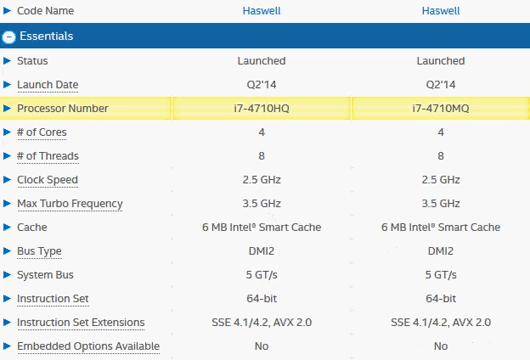 Code Name Haswell Haswell
Essentials
Status Launched Launched
Launch Date Q2'14 Q2'14
Processor Number i7-4710HQ i7-4710MQ
# of Cores 4 4
# of Threads 8 8
Clock Speed 2.5 GHz 2.5 GHz
Max Turbo Frequency 3.5 GHz 3.5 GHz
Cache 6 MB Intel® Smart Cache 6 MB Intel® Smart Cache
Bus Type DMI2 DMI2
System Bus 5 GT/s 5 GT/s
Instruction Set 64-bit 64-bit
Instruction Set Extensions SSE 4.1/4.2, AVX 2.0 SSE 4.1/4.2, AVX 2.0
Embedded Options Available No No